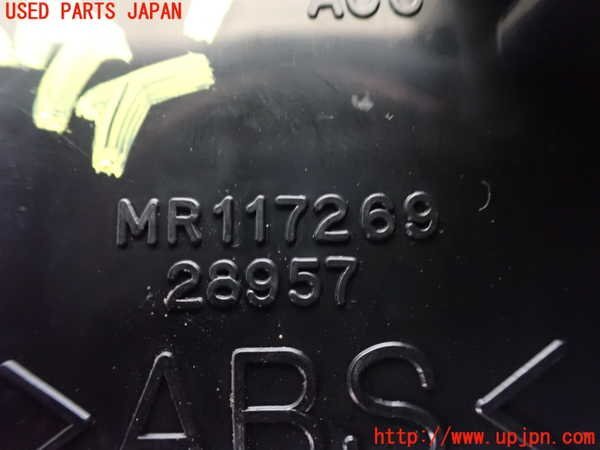 USED PARTS JAPAN
MR117269
28957
>ABS<
http://www.upjpn.com/